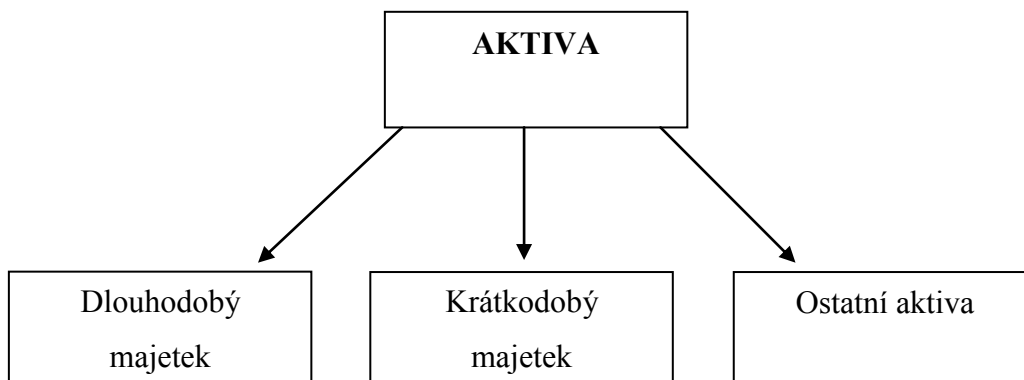 AKTIVA
Dlouhodobý
majetek
Krátkodobý
majetek
Ostatní aktiva